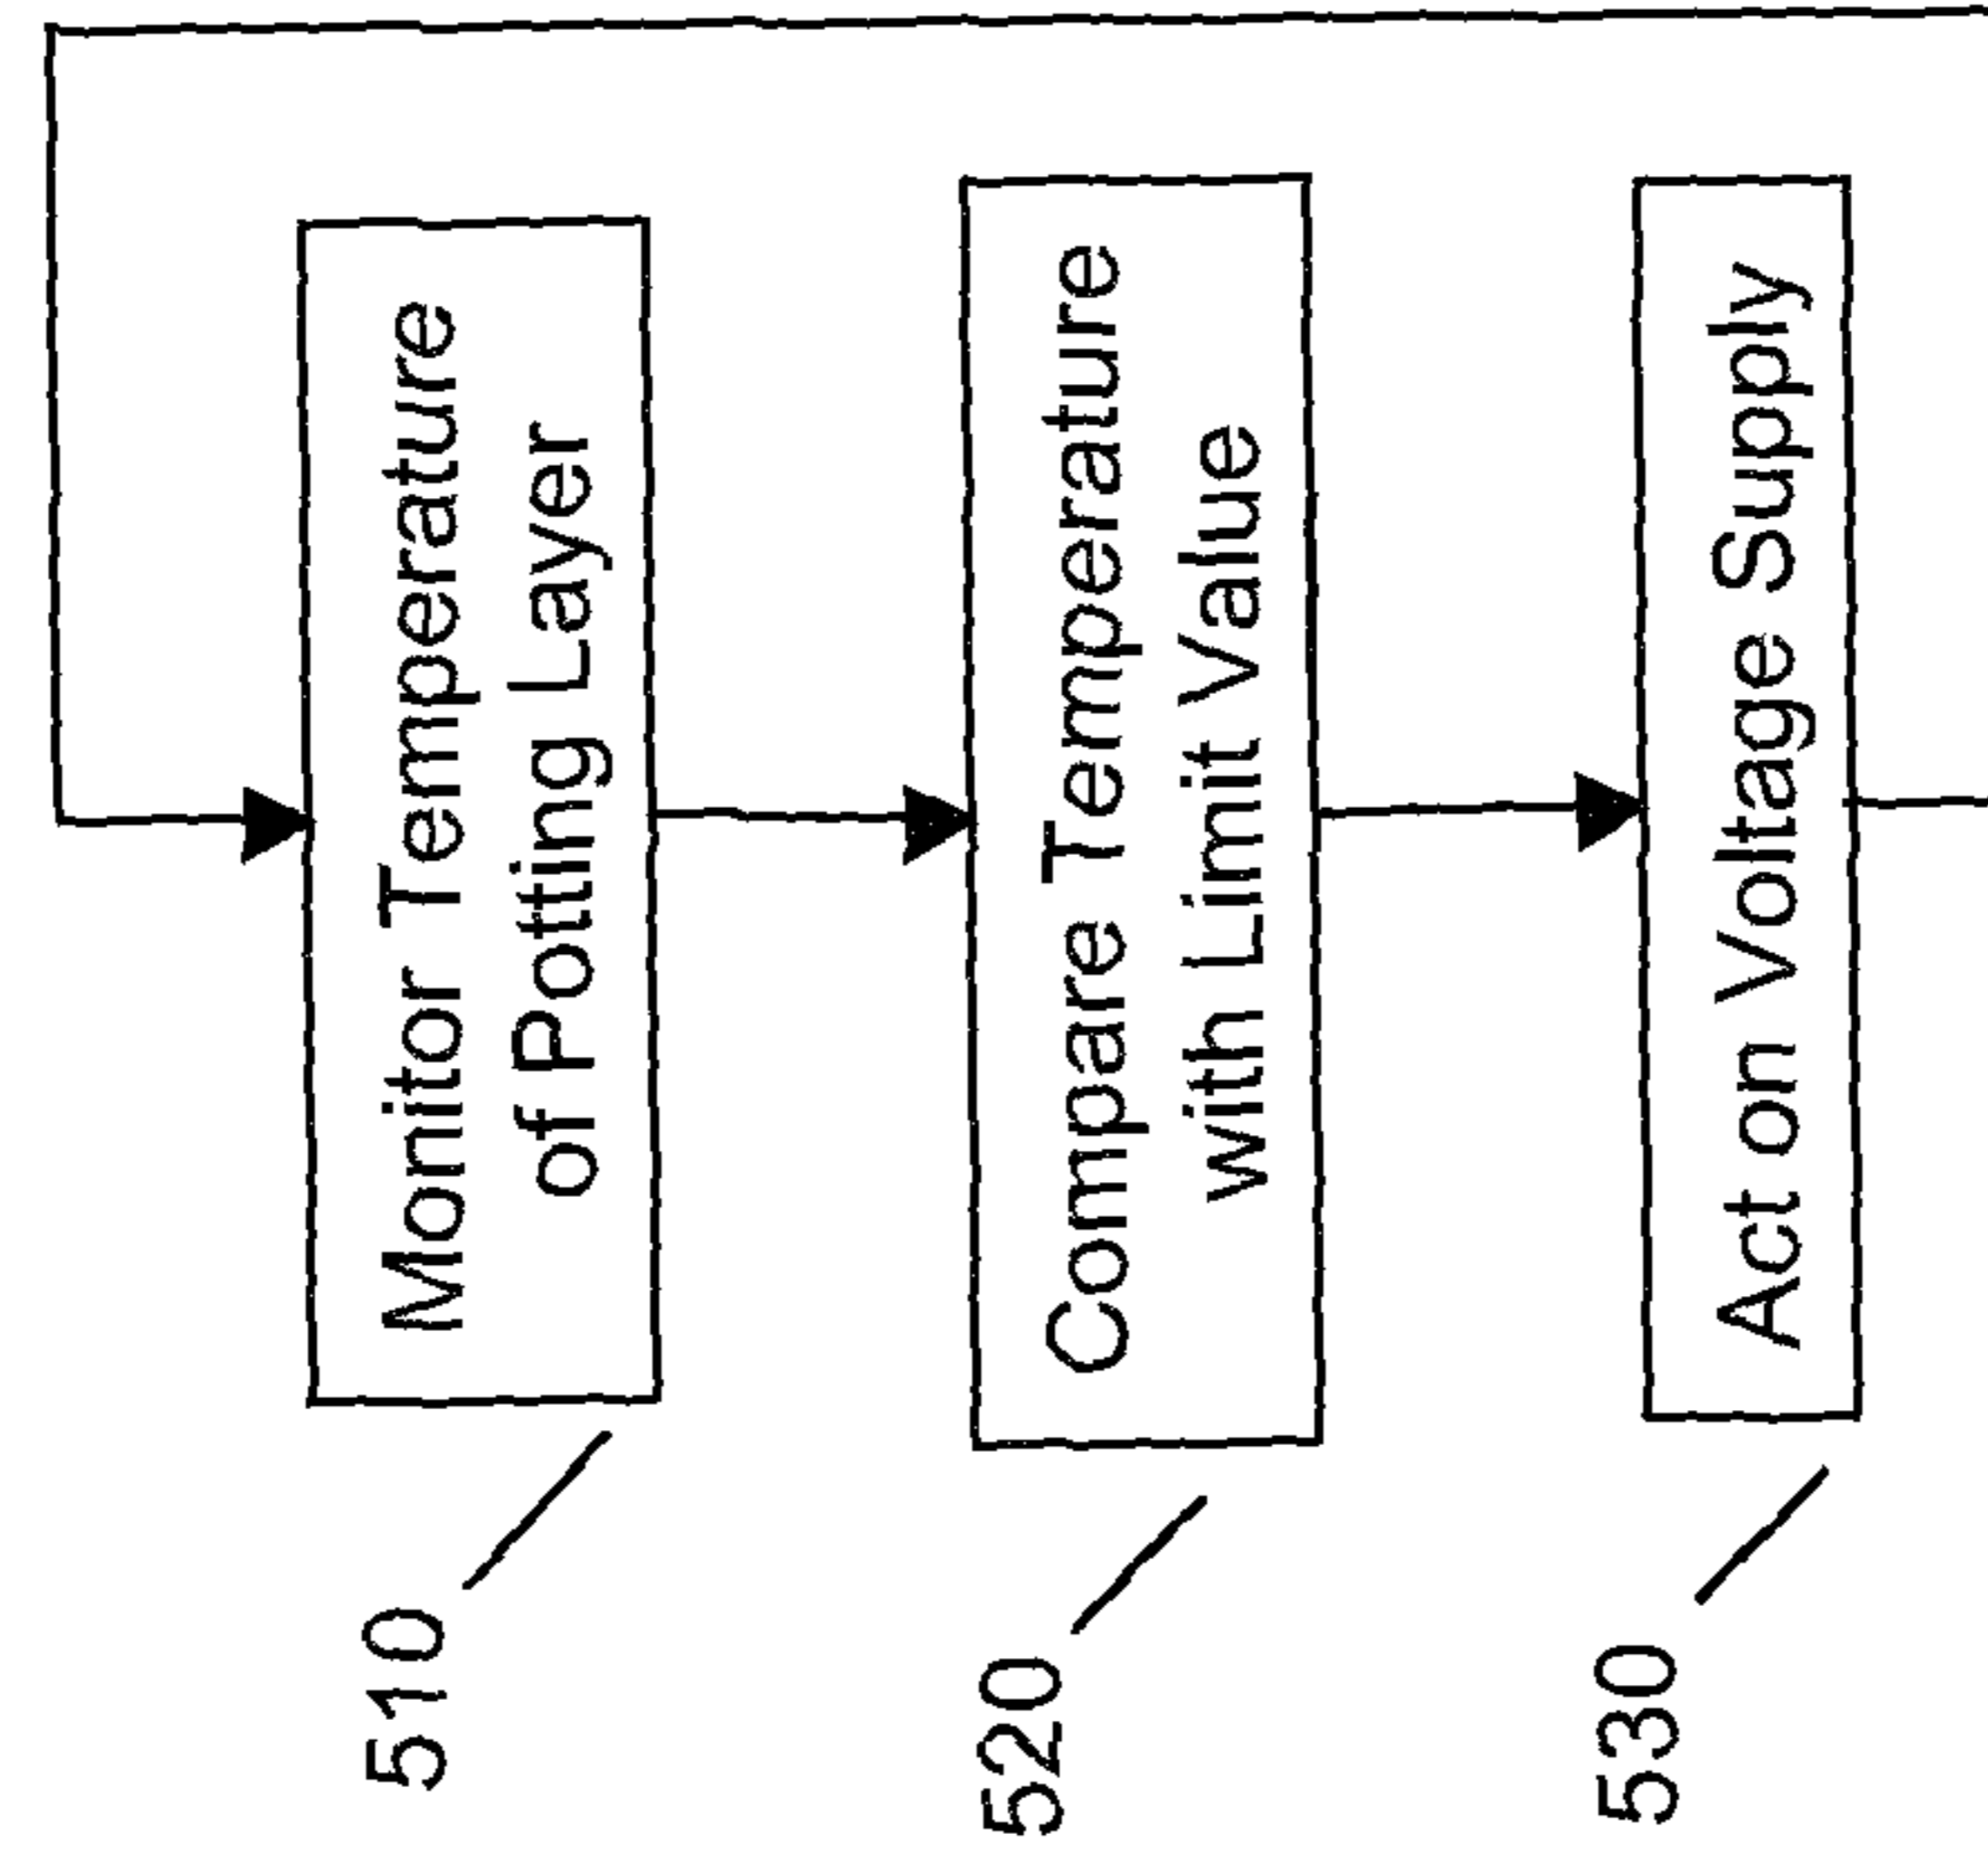 510
Monitor Temperature
of Potting Layer
520
Compare Temperature
with Limit Value
530
Act on Voltage Supply